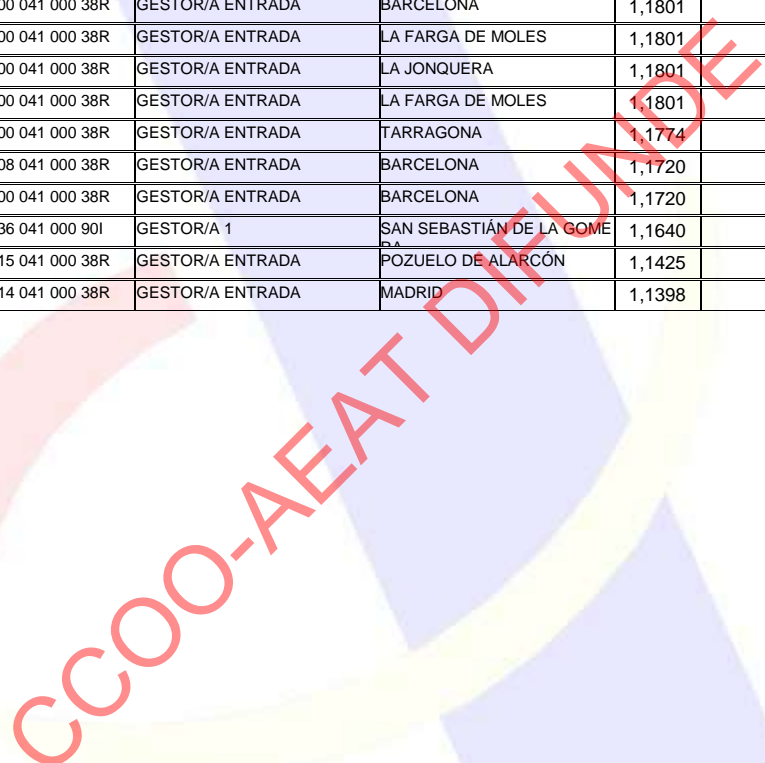 00 041 000 38R GESTOR/A ENTRADA BARCELONA 1,1801
00 041 000 38R GESTOR/A ENTRADA LA FARGA DE MOLES 1,1801
00 041 000 38R GESTOR/A ENTRADA LA JONQUERA 1,1801
00 041 000 38R GESTOR/A ENTRADA LA FARGA DE MOLES 1,1801
00 041 000 38R GESTOR/A ENTRADA TARRAGONA 1,1774
08 041 000 38R GESTOR/A ENTRADA BARCELONA 1,1720
00 041 000 38R GESTOR/A ENTRADA BARCELONA 1,1720
36 041 000 90I GESTOR/A 1 SAN SEBASTIÁN DE LA GOME 1,1640
RA
15 041 000 38R GESTOR/A ENTRADA POZUELO DE ALARCÓN 1,1425
14 041 000 38R GESTOR/A ENTRADA MADRID 1,1398
CCOO-AEAT DIFUNDE